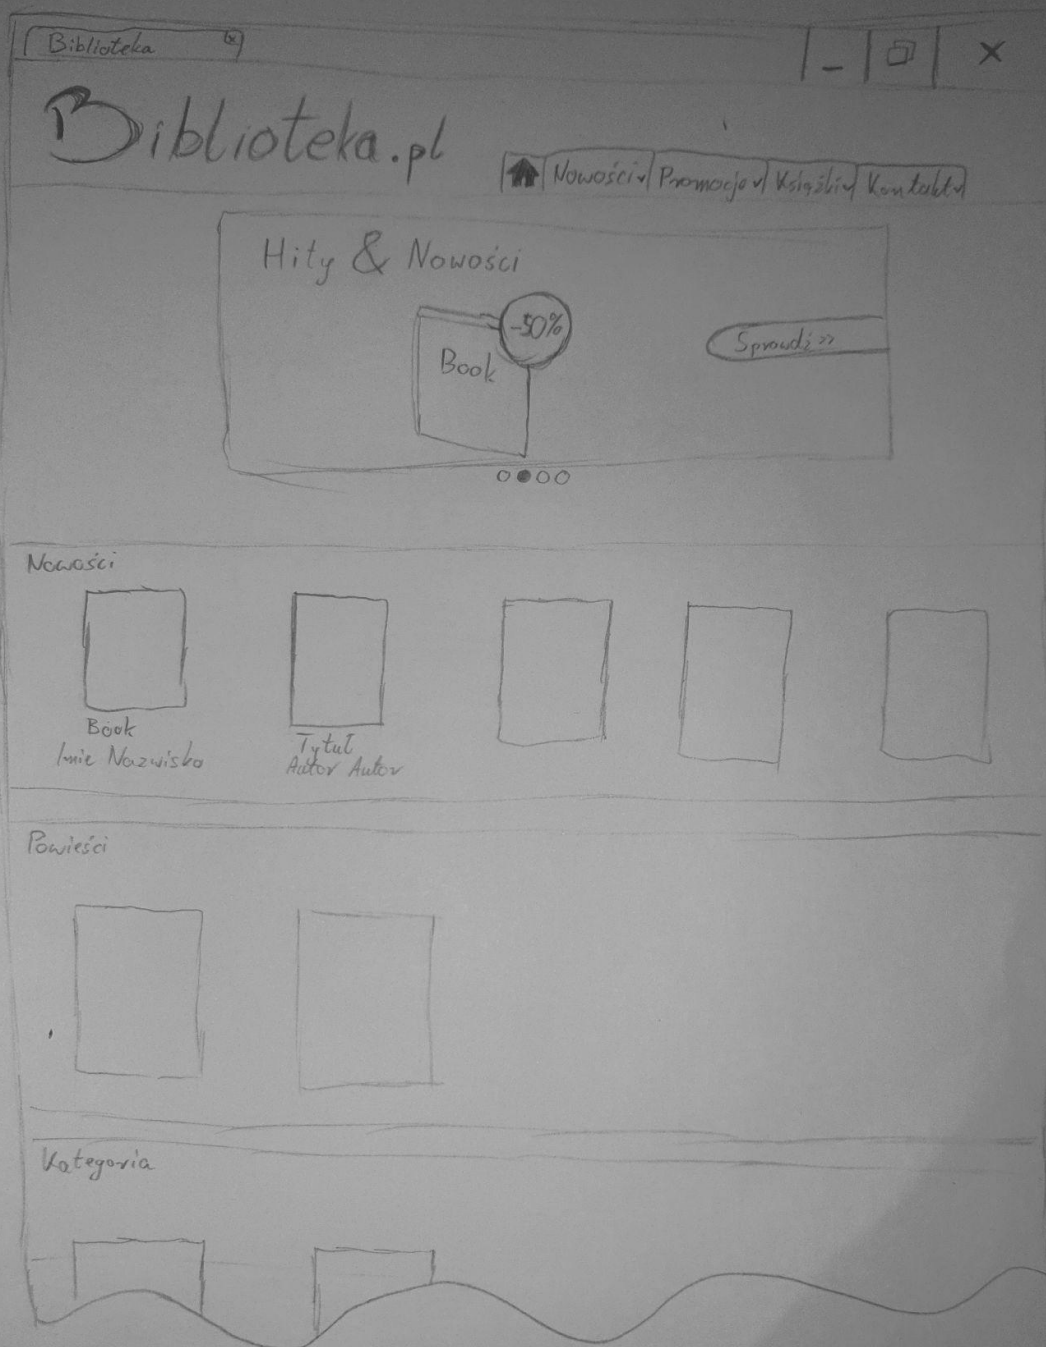 Biblioteka
Biblioteka.pl
Nowości Promocje Książki Kontakt
Hity & Nowości
-50%
Book
Sprawdź »
Nowości
Book
Imie Nazwisko
Tytuł
Autor Autor
Powieści
Kategoria